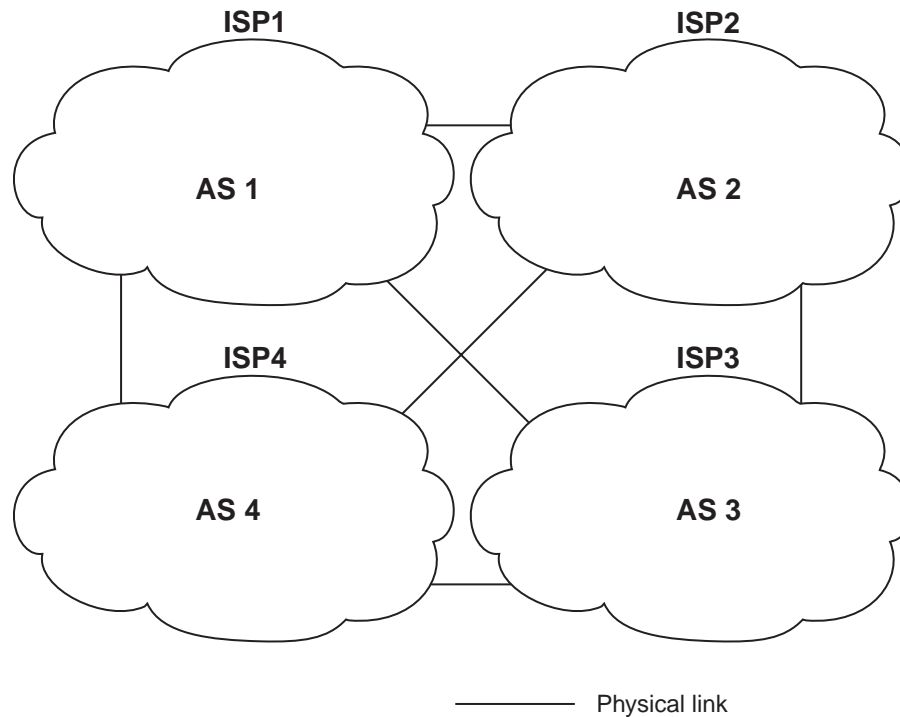 ISP1
ISP2
AS 1
AS 2
ISP4
ISP3
AS 4
AS 3
Physical link